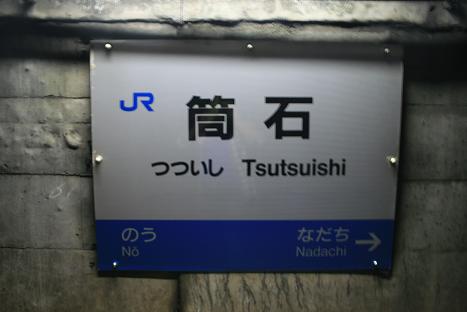 JR
筒石
つついし Tsutsuishi
のう なだち →
Nō Nadachi